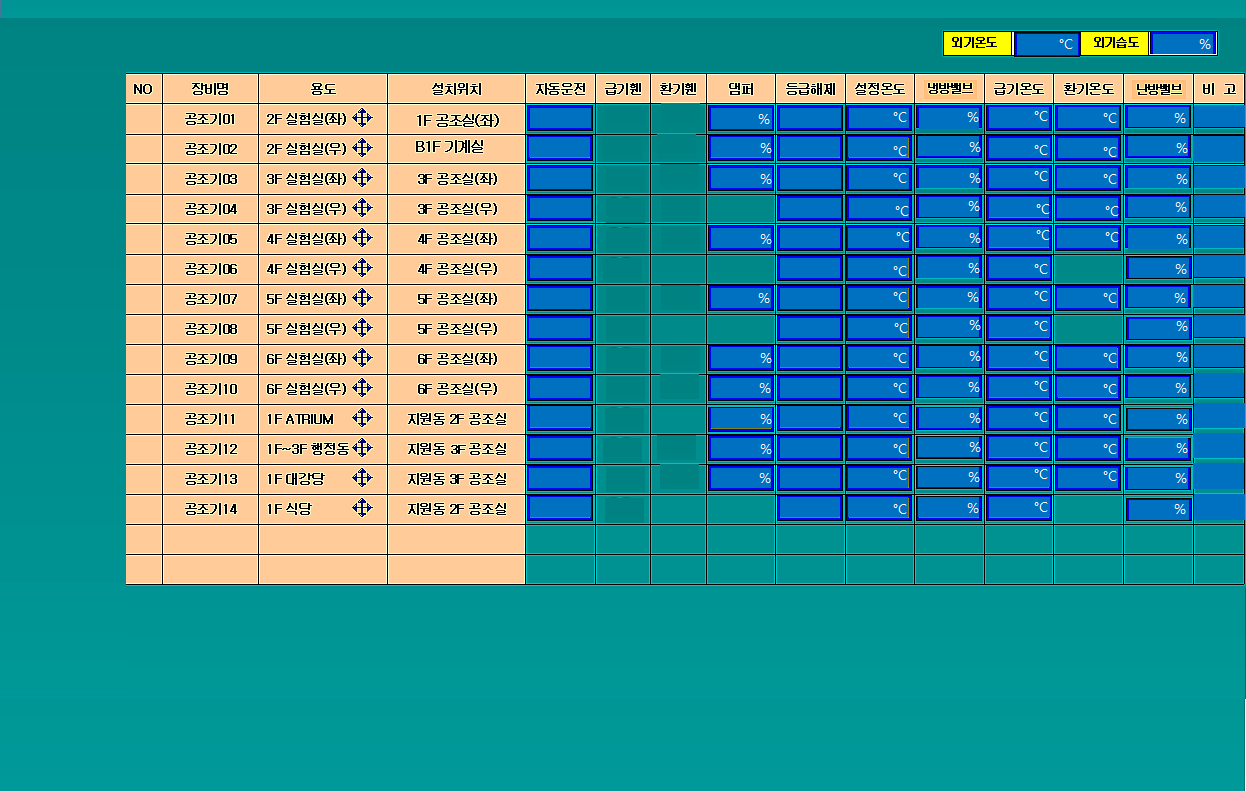 외기온도 ℃ 외기습도 %
NO 장비명 용도 설치위치 자동운전 급기휀 환기휀 댐퍼 동급해제 설정온도 냉방밸브 급기온도 환기온도 난방밸브 비 고
공조기01 2F 실험실(좌) 1F 공조실(좌) % ℃ % ℃ ℃ %
공조기02 2F 실험실(우) B1F 기계실 % ℃ % ℃ ℃ %
공조기03 3F 실험실(좌) 3F 공조실(좌) % ℃ % ℃ ℃ %
공조기04 3F 실험실(우) 3F 공조실(우) ℃ % ℃ ℃ %
공조기05 4F 실험실(좌) 4F 공조실(좌) % ℃ % ℃ ℃ %
공조기06 4F 실험실(우) 4F 공조실(우) ℃ % ℃ %
공조기07 5F 실험실(좌) 5F 공조실(좌) % ℃ % ℃ ℃ %
공조기08 5F 실험실(우) 5F 공조실(우) ℃ % ℃ %
공조기09 6F 실험실(좌) 6F 공조실(좌) % ℃ % ℃ ℃ %
공조기10 6F 실험실(우) 6F 공조실(우) % ℃ % ℃ ℃ %
공조기11 1F ATRIUM 지원동 2F 공조실 % ℃ % ℃ ℃ %
공조기12 1F~3F 행정동 지원동 3F 공조실 % ℃ % ℃ ℃ %
공조기13 1F 대강당 지원동 3F 공조실 % ℃ % ℃ ℃ %
공조기14 1F 식당 지원동 2F 공조실 ℃ % ℃ %